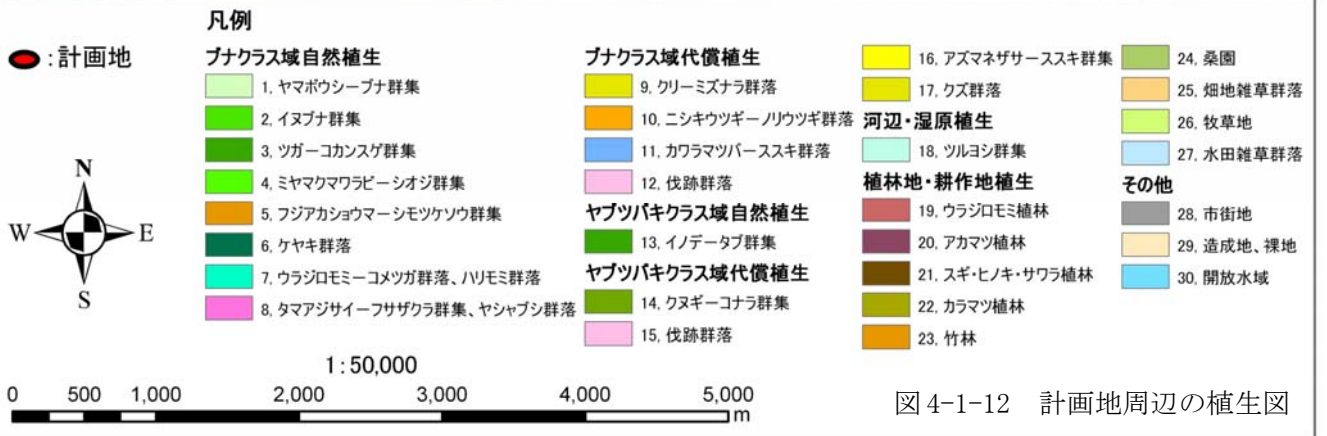 凡例
:計画地
N
W
E
S
ブナクラス域自然植生
1, ヤマボウシーブナ群集
2, イヌブナ群集
3, ツガーコカンスゲ群集
4, ミヤマクマワラビーシオジ群集
5, フジアカショウマーシモツケソウ群集
6, ケヤキ群落
7, ウラジロモミーコメツガ群落、ハリモミ群落
8, タマアジサイーフサザクラ群集、ヤシャブシ群落
ブナクラス域代償植生
9, クリーミズナラ群落
10, ニシキウツギーノリウツギ群落
11, カワラマツバーススキ群落
12, 伐跡群落
ヤブツバキクラス域自然植生
13, イノデータブ群集
ヤブツバキクラス域代償植生
14, クヌギーコナラ群集
15, 伐跡群落
16, アズマネザサーススキ群集
17, クズ群落
河辺・湿原植生
18, ツルヨシ群集
植林地・耕作地植生
19, ウラジロモミ植林
20, アカマツ植林
21, スギ・ヒノキ・サワラ植林
22, カラマツ植林
23, 竹林
24, 桑園
25, 畑地雑草群落
26, 牧草地
27, 水田雑草群落
その他
28, 市街地
29, 造成地、裸地
30, 開放水域
1:50,000
0 500 1,000 2,000 3,000 4,000 5,000
m
図4-1-12 計画地周辺の植生図